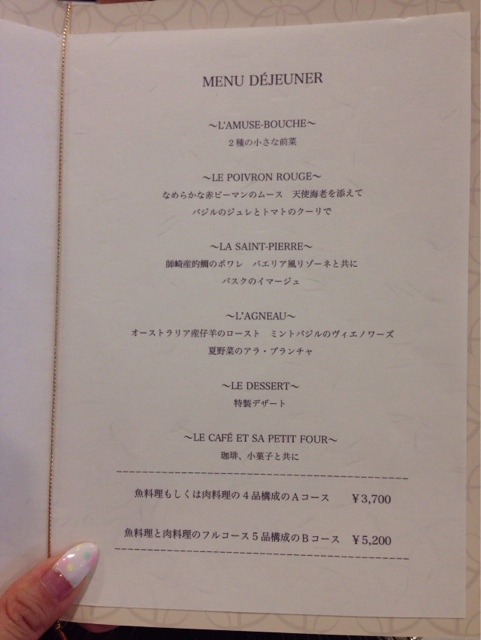 MENU DÉJEUNER
～L'AMUSE-BOUCHE～
２種の小さな前菜
～LE POIVRON ROUGE～
なめらかな赤ピーマンのムース　天使海老を添えて
バジルのジュレとトマトのクーリで
～LA SAINT-PIERRE～
師崎産的鯛のポワレ　パエリア風リゾーネと共に
バスクのイマージュ
～L'AGNEAU～
オーストラリア産仔羊のロースト　ミントバジルのヴィエノワーズ
夏野菜のアラ・プランチャ
～LE DESSERT～
特製デザート
～LE CAFÉ ET SA PETIT FOUR～
珈琲、小菓子と共に
魚料理もしくは肉料理の４品構成のＡコース　￥3,700
魚料理と肉料理のフルコース５品構成のＢコース　￥5,200